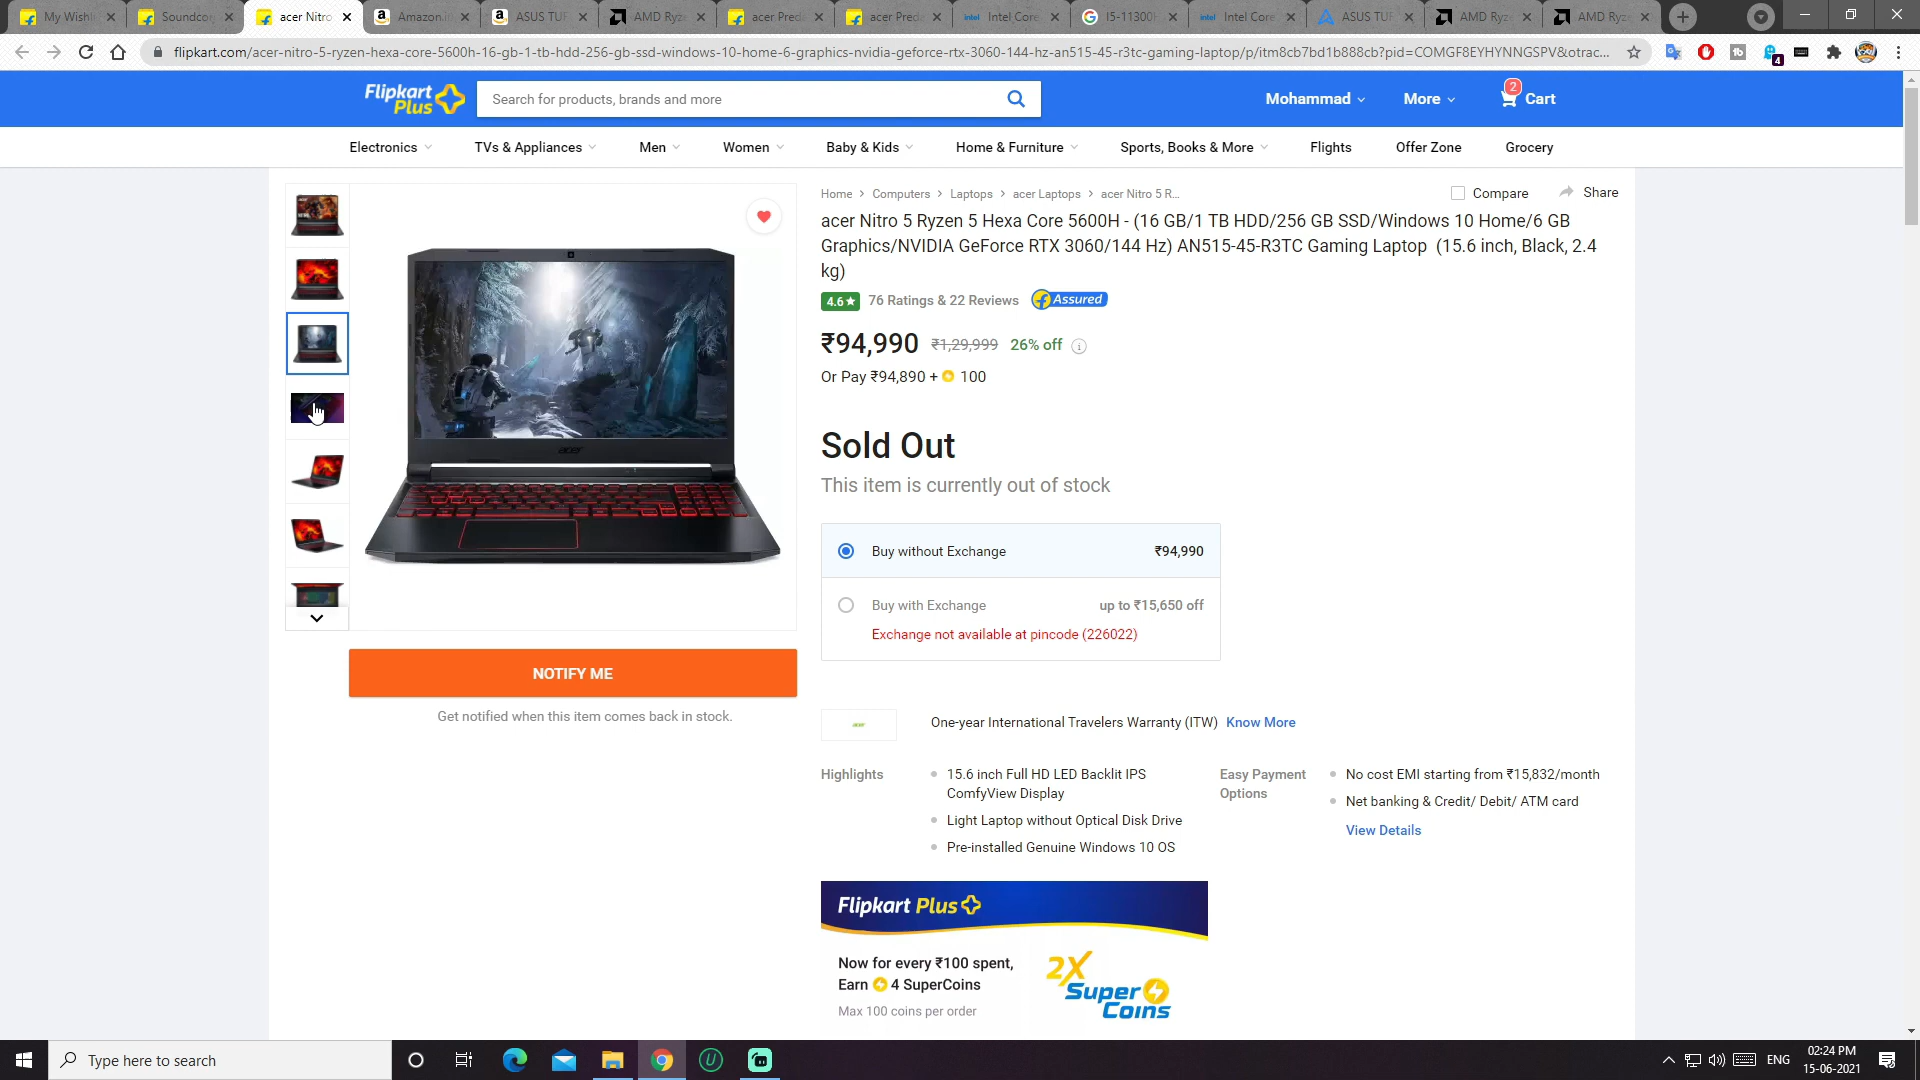 My Wishl
Soundcor
acer Nitro
Amazon.in
ASUS TUF
AMD Ryze
acer Preda
acer Preda
Intel Core
I5-11300H
Intel Core
ASUS TUF
AMD Ryze
AMD Ryze
flipkart.com/acer-nitro-5-ryzen-hexa-core-5600h-16-gb-1-tb-hdd-256-gb-ssd-windows-10-home-6-graphics-nvidia-geforce-rtx-3060-144-hz-an515-45-r3tc-gaming-laptop/p/itm8cb7bd1b888cb?pid=COMGF8EYHYNNGSPV&otrac...
4
Flipkart
Plus
Search for products, brands and more
Mohammad
More
2
Cart
Electronics
TVs & Appliances
Men
Women
Baby & Kids
Home & Furniture
Sports, Books & More
Flights
Offer Zone
Grocery
Home > Computers > Laptops > acer Laptops > acer Nitro 5 R...
Compare
Share
acer Nitro 5 Ryzen 5 Hexa Core 5600H - (16 GB/1 TB HDD/256 GB SSD/Windows 10 Home/6 GB
Graphics/NVIDIA GeForce RTX 3060/144 Hz) AN515-45-R3TC Gaming Laptop (15.6 inch, Black, 2.4
kg)
4.6★ 76 Ratings & 22 Reviews Assured
₹94,990 ₹1,29,999 26% off
Or Pay ₹94,890 + 100
Sold Out
This item is currently out of stock
Buy without Exchange ₹94,990
Buy with Exchange up to ₹15,650 off
Exchange not available at pincode (226022)
acer
NOTIFY ME
Get notified when this item comes back in stock.
acer
One-year International Travelers Warranty (ITW) Know More
Highlights
15.6 inch Full HD LED Backlit IPS
ComfyView Display
Light Laptop without Optical Disk Drive
Pre-installed Genuine Windows 10 OS
Easy Payment
Options
No cost EMI starting from ₹15,832/month
Net banking & Credit/ Debit/ ATM card
View Details
Flipkart Plus
Now for every ₹100 spent,
Earn 4 SuperCoins
Max 100 coins per order
2X
Super
Coins
Type here to search
ENG
02:24 PM
15-06-2021